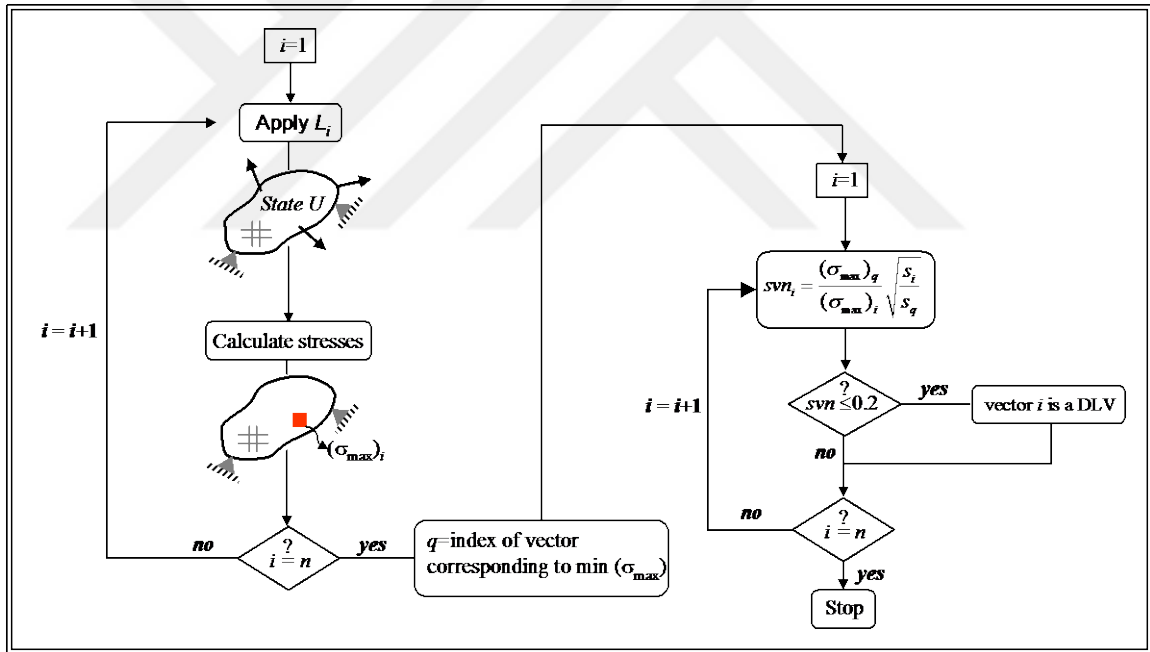 i=1
Apply L_i
State U
Calculate stresses
(σ_max)_i
i = i+1
?
i = n
no
yes
q=index of vector
corresponding to min (σ_max)
i=1
svn_i = (σ_max)_q / (σ_max)_i √(s_i / s_q)
?
svn ≤0.2
yes
vector i is a DLV
no
i = i+1
?
i = n
no
yes
Stop